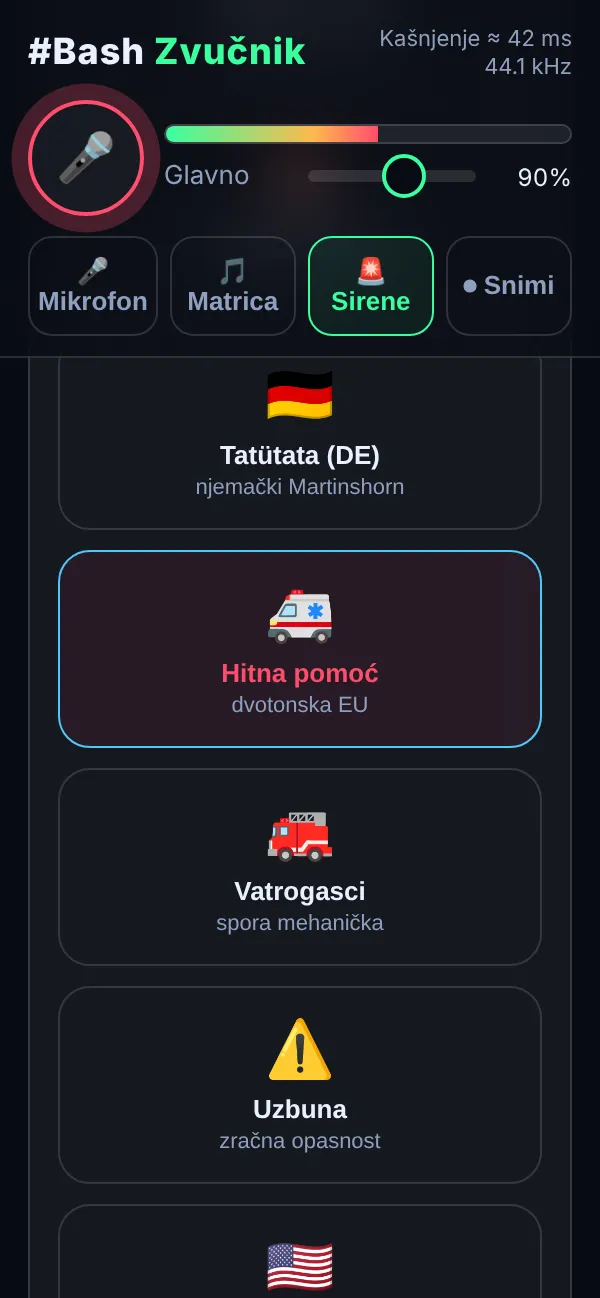 #Bash Zvučnik
Kašnjenje ≈ 42 ms
44.1 kHz
Glavno
90%
Mikrofon
Matrica
Sirene
Snimi
Tatütata (DE)
njemački Martinshorn
Hitna pomoć
dvotonska EU
Vatrogasci
spora mehanička
Uzbuna
zračna opasnost